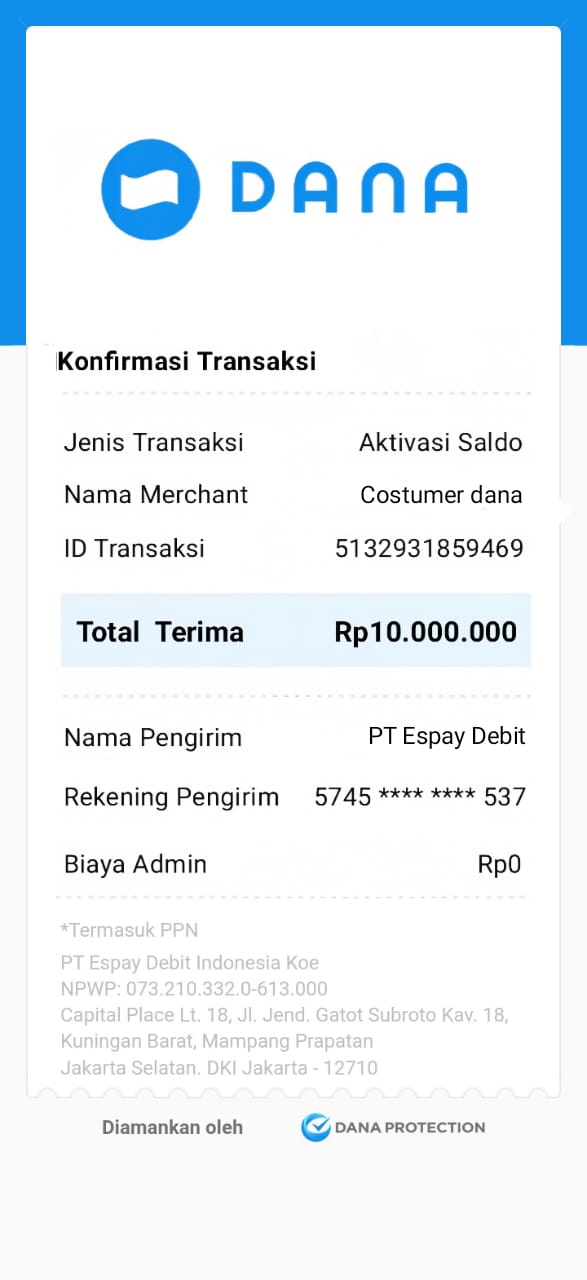 DANA
Konfirmasi Transaksi
Jenis Transaksi Aktivasi Saldo
Nama Merchant Costumer dana
ID Transaksi 5132931859469
Total Terima Rp10.000.000
Nama Pengirim PT Espay Debit
Rekening Pengirim 5745 **** **** 537
Biaya Admin Rp0
*Termasuk PPN
PT Espay Debit Indonesia Koe
NPWP: 073.210.332.0-613.000
Capital Place Lt. 18, Jl. Jend. Gatot Subroto Kav. 18,
Kuningan Barat, Mampang Prapatan
Jakarta Selatan. DKI Jakarta - 12710
Diamankan oleh DANA PROTECTION